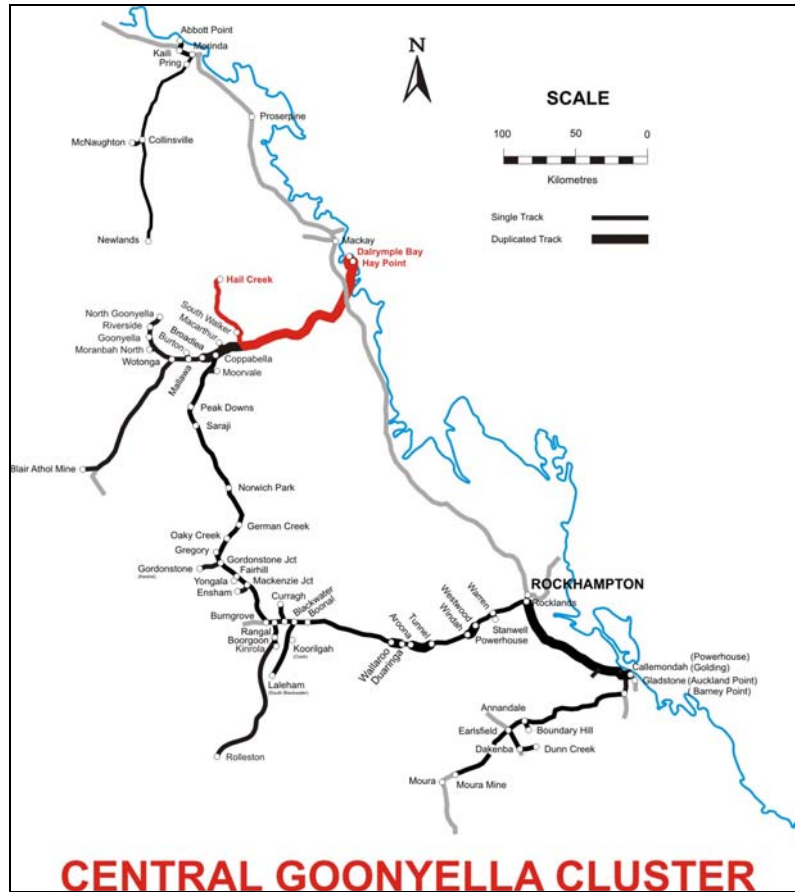 Abbott Point
Merinda
Kaili
Pring
N
SCALE
100 50 0
Kilometres
Single Track
Duplicated Track
Proserpine
McNaughton
Collinsville
Newlands
Mackay
Dalrymple Bay
Hay Point
Hail Creek
South Walker
Macarthur
North Goonyella
Riverside
Goonyella
Moranbah North
Broadlea
Burton
Mallawa
Wotonga
Coppabella
Moorvale
Peak Downs
Saraji
Blair Athol Mine
Norwich Park
German Creek
Oaky Creek
Gregory
Gordonstone Jct
Gordonstone
Fairhill
Yongala
Mackenzie Jct
Ensham
Curragh
Blackwater
Boonal
Burngrove
Rangal
Boorgoon
Kinrola
Koorilgah
(Cook)
Laleham
(South Blackwater)
Rolleston
Wallaroo
Duaringa
Aroona
Tunnel
Windah
Westwood
Warren
Stanwell
Powerhouse
ROCKHAMPTON
Rocklands
(Powerhouse)
Callemondah (Golding)
Gladstone (Auckland Point)
( Barney Point)
Annandale
Earlsfield
Boundary Hill
Dakenba
Dunn Creek
Moura
Moura Mine
CENTRAL GOONYELLA CLUSTER